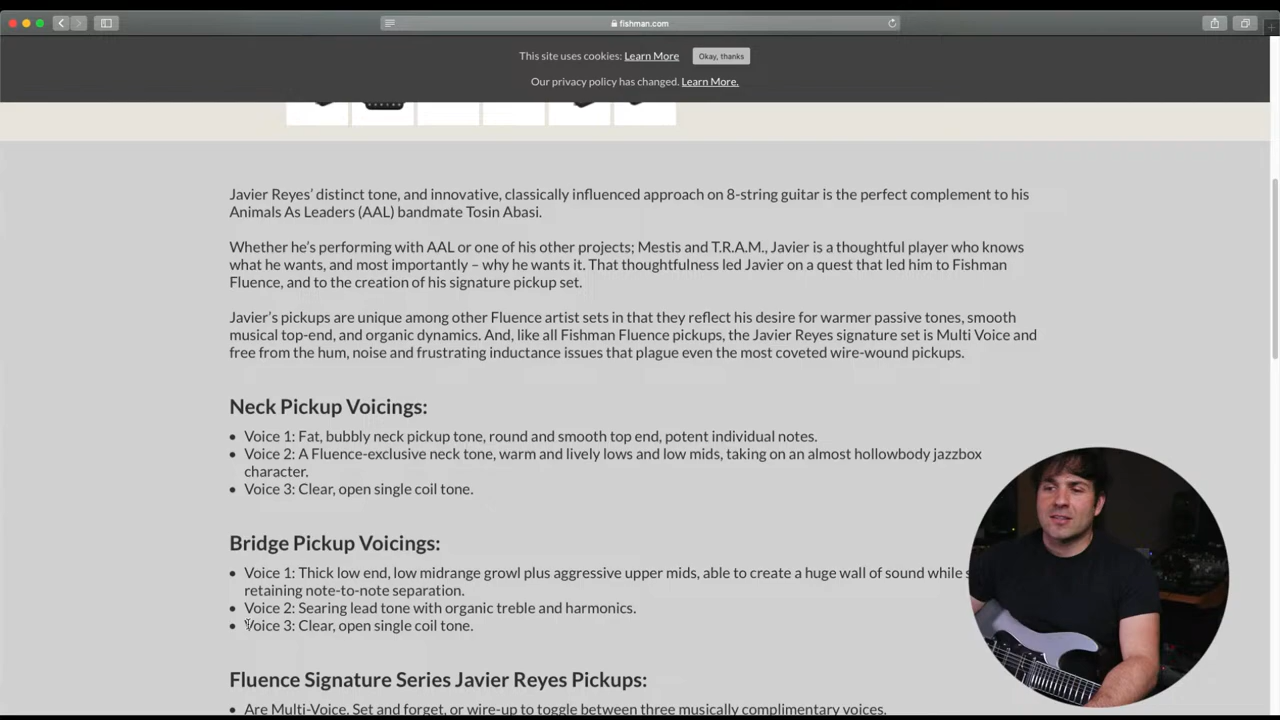 fishman.com
This site uses cookies: Learn More
Okay, thanks
Our privacy policy has changed. Learn More.
Javier Reyes’ distinct tone, and innovative, classically influenced approach on 8-string guitar is the perfect complement to his
Animals As Leaders (AAL) bandmate Tosin Abasi.
Whether he’s performing with AAL or one of his other projects; Mestis and T.R.A.M., Javier is a thoughtful player who knows
what he wants, and most importantly – why he wants it. That thoughtfulness led Javier on a quest that led him to Fishman
Fluence, and to the creation of his signature pickup set.
Javier’s pickups are unique among other Fluence artist sets in that they reflect his desire for warmer passive tones, smooth
musical top-end, and organic dynamics. And, like all Fishman Fluence pickups, the Javier Reyes signature set is Multi Voice and
free from the hum, noise and frustrating inductance issues that plague even the most coveted wire-wound pickups.
Neck Pickup Voicings:
• Voice 1: Fat, bubbly neck pickup tone, round and smooth top end, potent individual notes.
• Voice 2: A Fluence-exclusive neck tone, warm and lively lows and low mids, taking on an almost hollowbody jazzbox
character.
• Voice 3: Clear, open single coil tone.
Bridge Pickup Voicings:
• Voice 1: Thick low end, low midrange growl plus aggressive upper mids, able to create a huge wall of sound while
retaining note-to-note separation.
• Voice 2: Searing lead tone with organic treble and harmonics.
• Voice 3: Clear, open single coil tone.
Fluence Signature Series Javier Reyes Pickups:
• Are Multi-Voice. Set and forget, or wire-up to toggle between three musically complimentary voices.